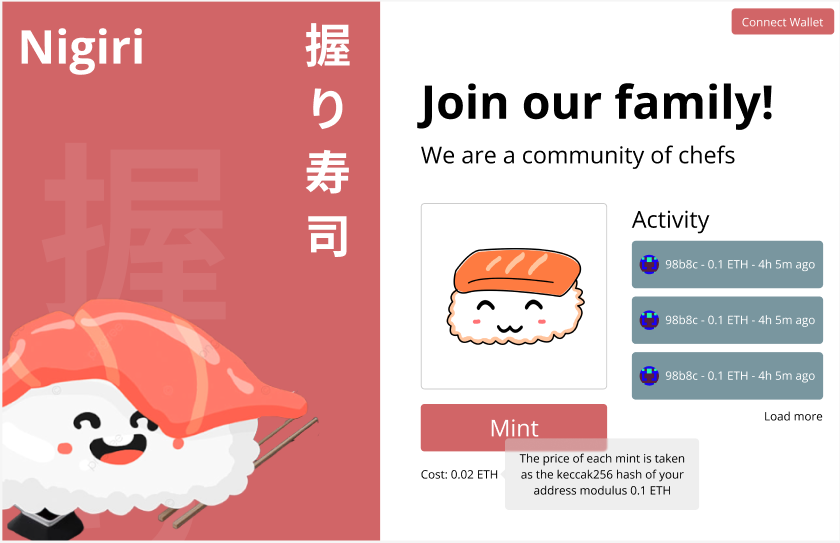 Nigiri
握り寿司
握
Connect Wallet
Join our family!
We are a community of chefs
Activity
98b8c - 0.1 ETH - 4h 5m ago
98b8c - 0.1 ETH - 4h 5m ago
98b8c - 0.1 ETH - 4h 5m ago
Load more
Mint
Cost: 0.02 ETH
The price of each mint is taken
as the keccak256 hash of your
address modulus 0.1 ETH